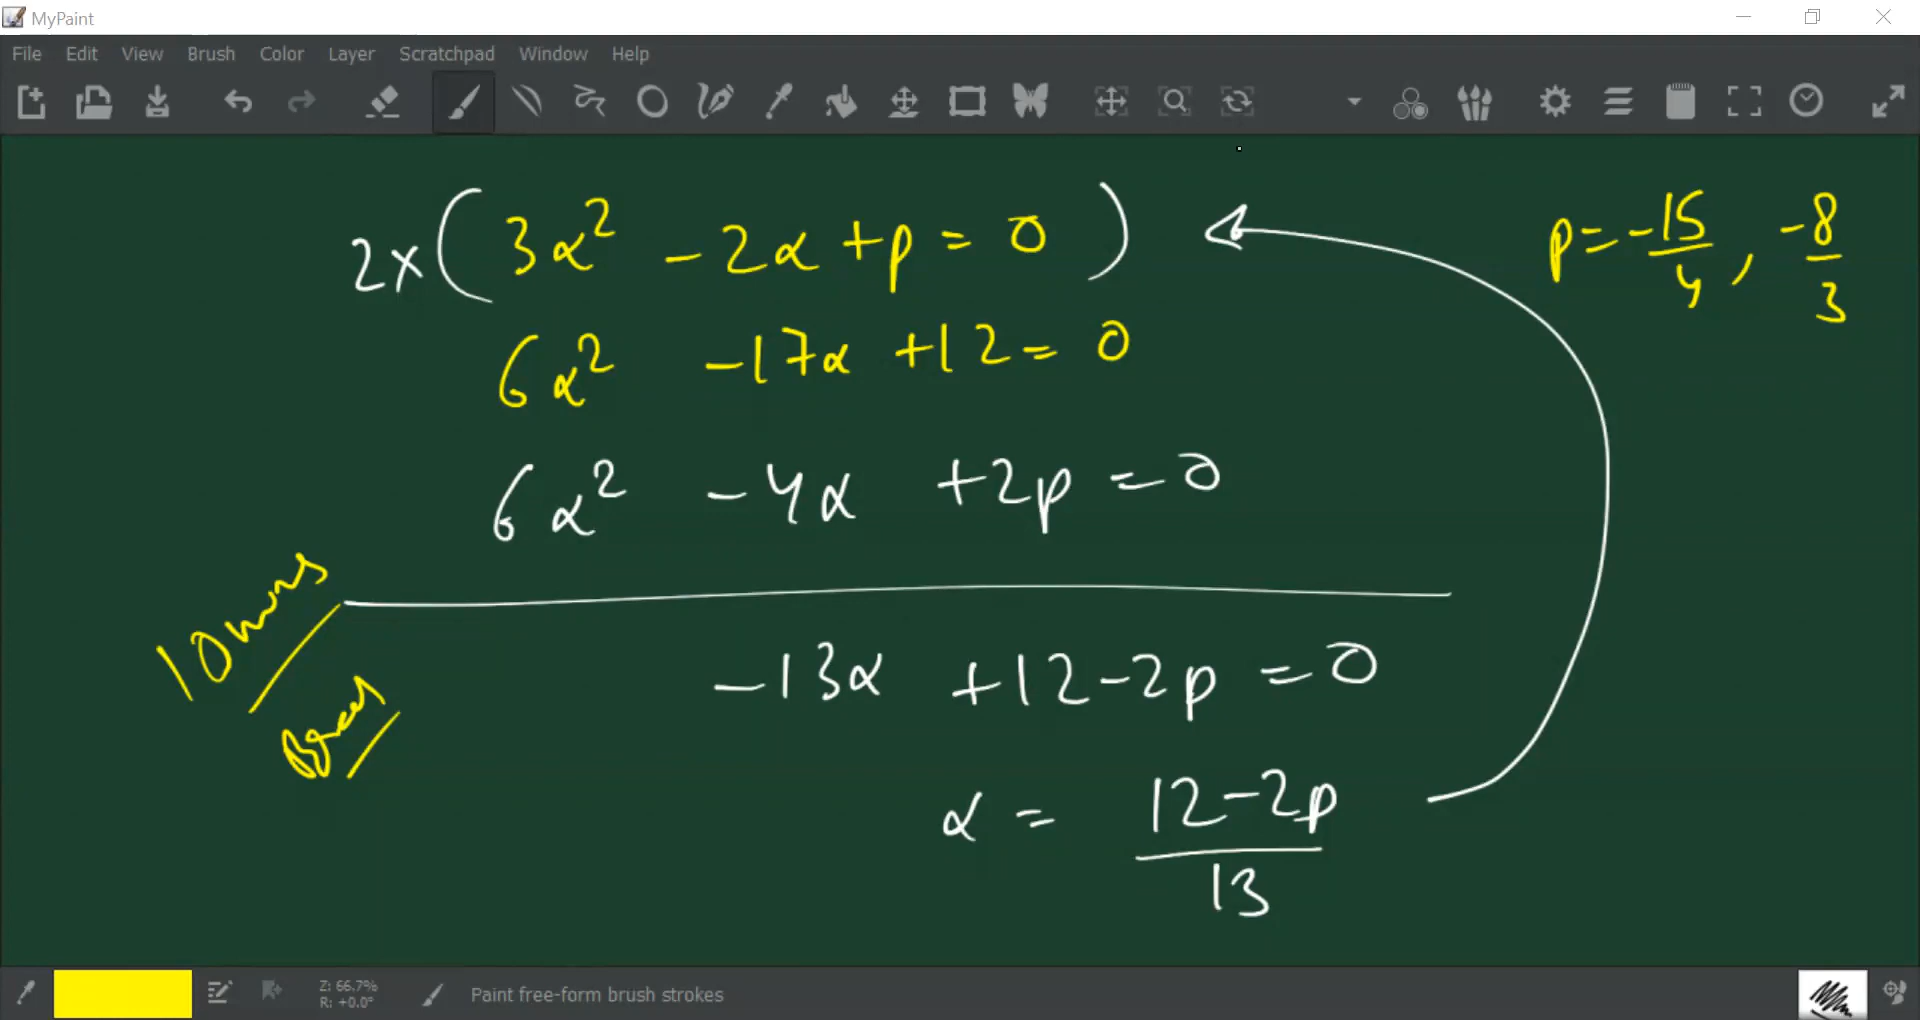 MyPaint
File Edit View Brush Color Layer Scratchpad Window Help
2x(3α² - 2α + p = 0)
p = -15/4, -8/3
6α² - 17α + 12 = 0
6α² - 4α + 2p = 0
10mns
-13α + 12 - 2p = 0
α = 12-2p/13
Z: 66.7%
R: +0.0°
Paint free-form brush strokes